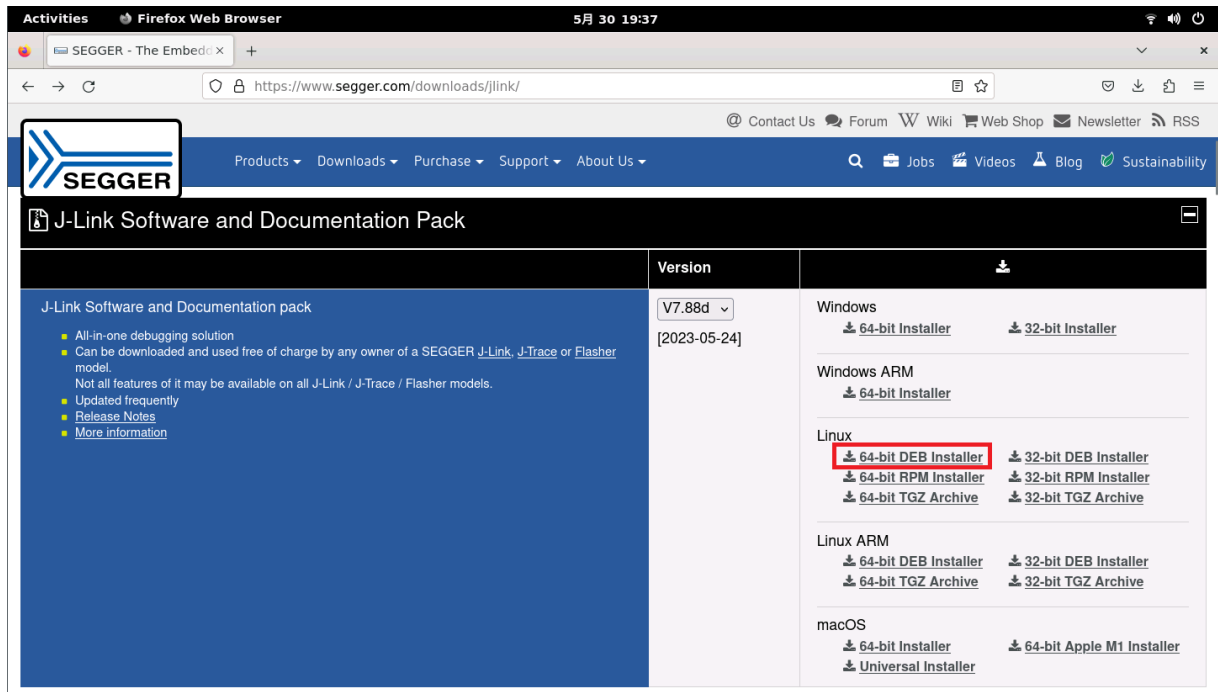 Activities Firefox Web Browser 5月 30 19:37
SEGGER - The Embedd × +
https://www.segger.com/downloads/jlink/
@ Contact Us Forum W Wiki Web Shop Newsletter RSS
SEGGER
Products Downloads Purchase Support About Us Jobs Videos Blog Sustainability
J-Link Software and Documentation Pack
Version
J-Link Software and Documentation pack
All-in-one debugging solution
Can be downloaded and used free of charge by any owner of a SEGGER J-Link, J-Trace or Flasher
model.
Not all features of it may be available on all J-Link / J-Trace / Flasher models.
Updated frequently
Release Notes
More information
V7.88d
[2023-05-24]
Windows
64-bit Installer 32-bit Installer
Windows ARM
64-bit Installer
Linux
64-bit DEB Installer 32-bit DEB Installer
64-bit RPM Installer 32-bit RPM Installer
64-bit TGZ Archive 32-bit TGZ Archive
Linux ARM
64-bit DEB Installer 32-bit DEB Installer
64-bit TGZ Archive 32-bit TGZ Archive
macOS
64-bit Installer 64-bit Apple M1 Installer
Universal Installer